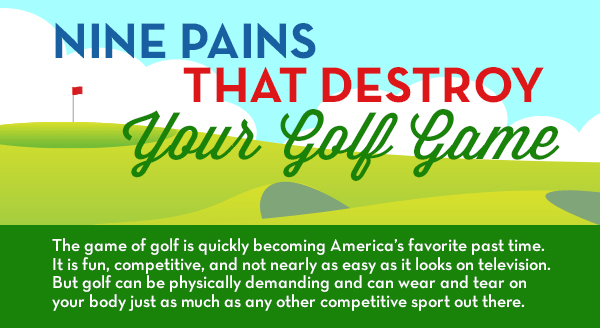 NINE PAINS
THAT DESTROY
Your Golf Game
The game of golf is quickly becoming America's favorite past time.
It is fun, competitive, and not nearly as easy as it looks on television.
But golf can be physically demanding and can wear and tear on
your body just as much as any other competitive sport out there.